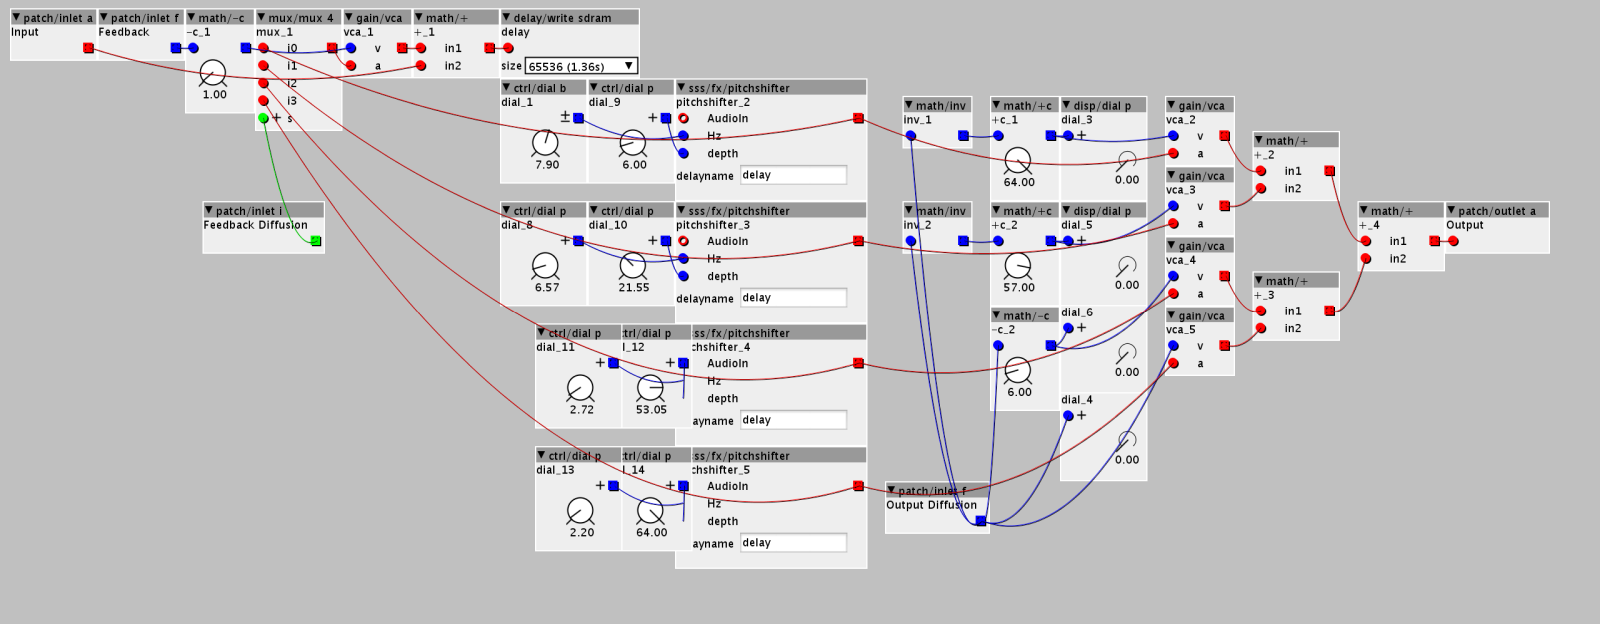 patch/inlet a
Input
patch/inlet f
Feedback
math/-c
-c_1
1.00
mux/mux 4
mux_1
i0
i1
i2
i3
+ s
gain/vca
vca_1
v
a
math/+
+_1
in1
in2
delay/write sdram
delay
size 65536 (1.36s)
patch/inlet i
Feedback Diffusion
ctrl/dial b
dial_1
±
7.90
ctrl/dial p
dial_9
+
6.00
sss/fx/pitchshifter
pitchshifter_2
AudioIn
Hz
depth
delayname delay
ctrl/dial p
dial_8
+
6.57
ctrl/dial p
dial_10
+
21.55
sss/fx/pitchshifter
pitchshifter_3
AudioIn
Hz
depth
delayname delay
ctrl/dial p
dial_11
+
2.72
ctrl/dial p
l_12
+
53.05
ss/fx/pitchshifter
chshifter_4
AudioIn
Hz
depth
ayname delay
ctrl/dial p
dial_13
+
2.20
ctrl/dial p
l_14
+
64.00
sss/fx/pitchshifter
chshifter_5
AudioIn
Hz
depth
ayname delay
math/inv
inv_1
math/+c
+c_1
64.00
disp/dial p
dial_3
+
0.00
math/inv
inv_2
math/+c
+c_2
57.00
disp/dial p
dial_5
+
0.00
math/-c
-c_2
6.00
dial_6
+
0.00
dial_4
+
0.00
patch/inlet f
Output Diffusion
gain/vca
vca_2
v
a
gain/vca
vca_3
v
a
gain/vca
vca_4
v
a
gain/vca
vca_5
v
a
math/+
+_2
in1
in2
math/+
+_3
in1
in2
math/+
+_4
in1
in2
patch/outlet a
Output